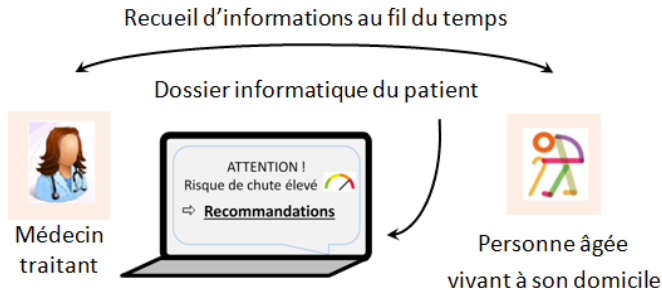 Recueil d’informations au fil du temps
Dossier informatique du patient
ATTENTION !
Risque de chute élevé
⇨ Recommandations
Médecin
traitant
Personne âgée
vivant à son domicile